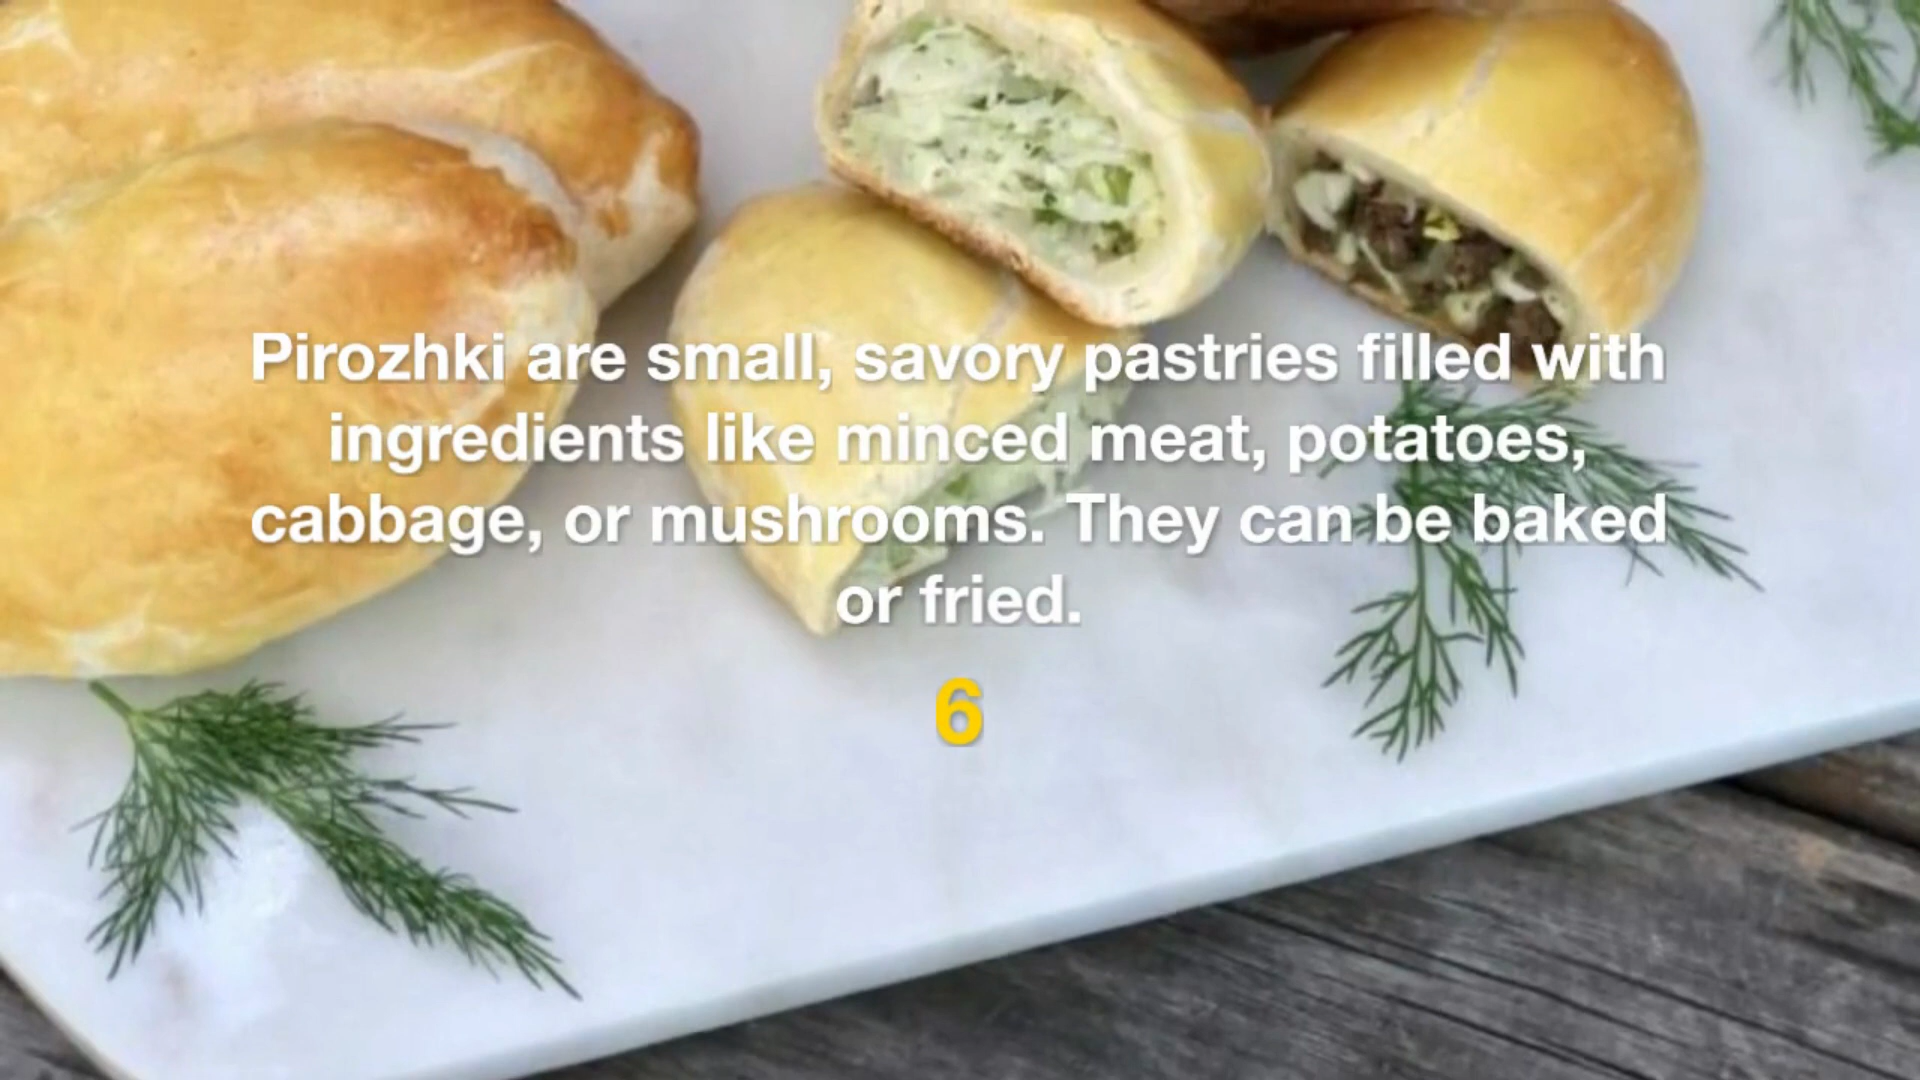 Pirozhki are small, savory pastries filled with
ingredients like minced meat, potatoes,
cabbage, or mushrooms. They can be baked
or fried.
6